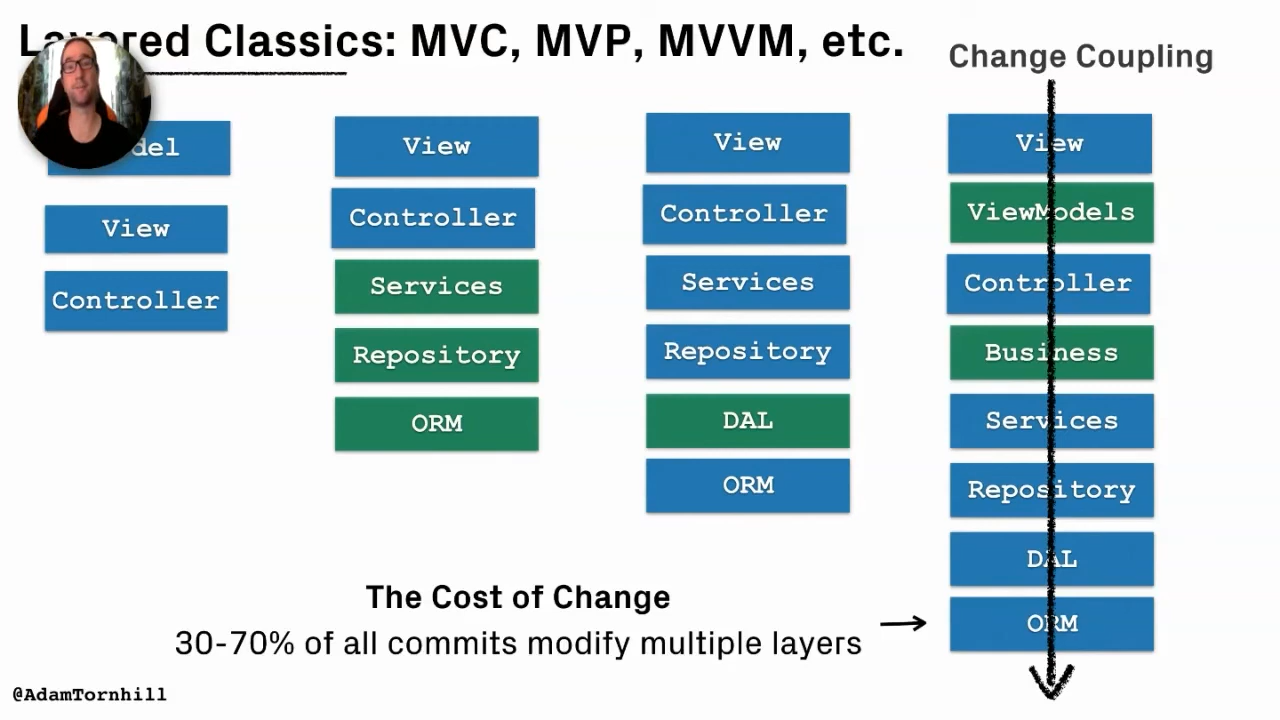 Layered Classics: MVC, MVP, MVVM, etc.
Change Coupling
View
Controller
View
Controller
Services
Repository
ORM
View
Controller
Services
Repository
DAL
ORM
View
ViewModels
Controller
Business
Services
Repository
DAL
ORM
The Cost of Change
30-70% of all commits modify multiple layers
@AdamTornhill